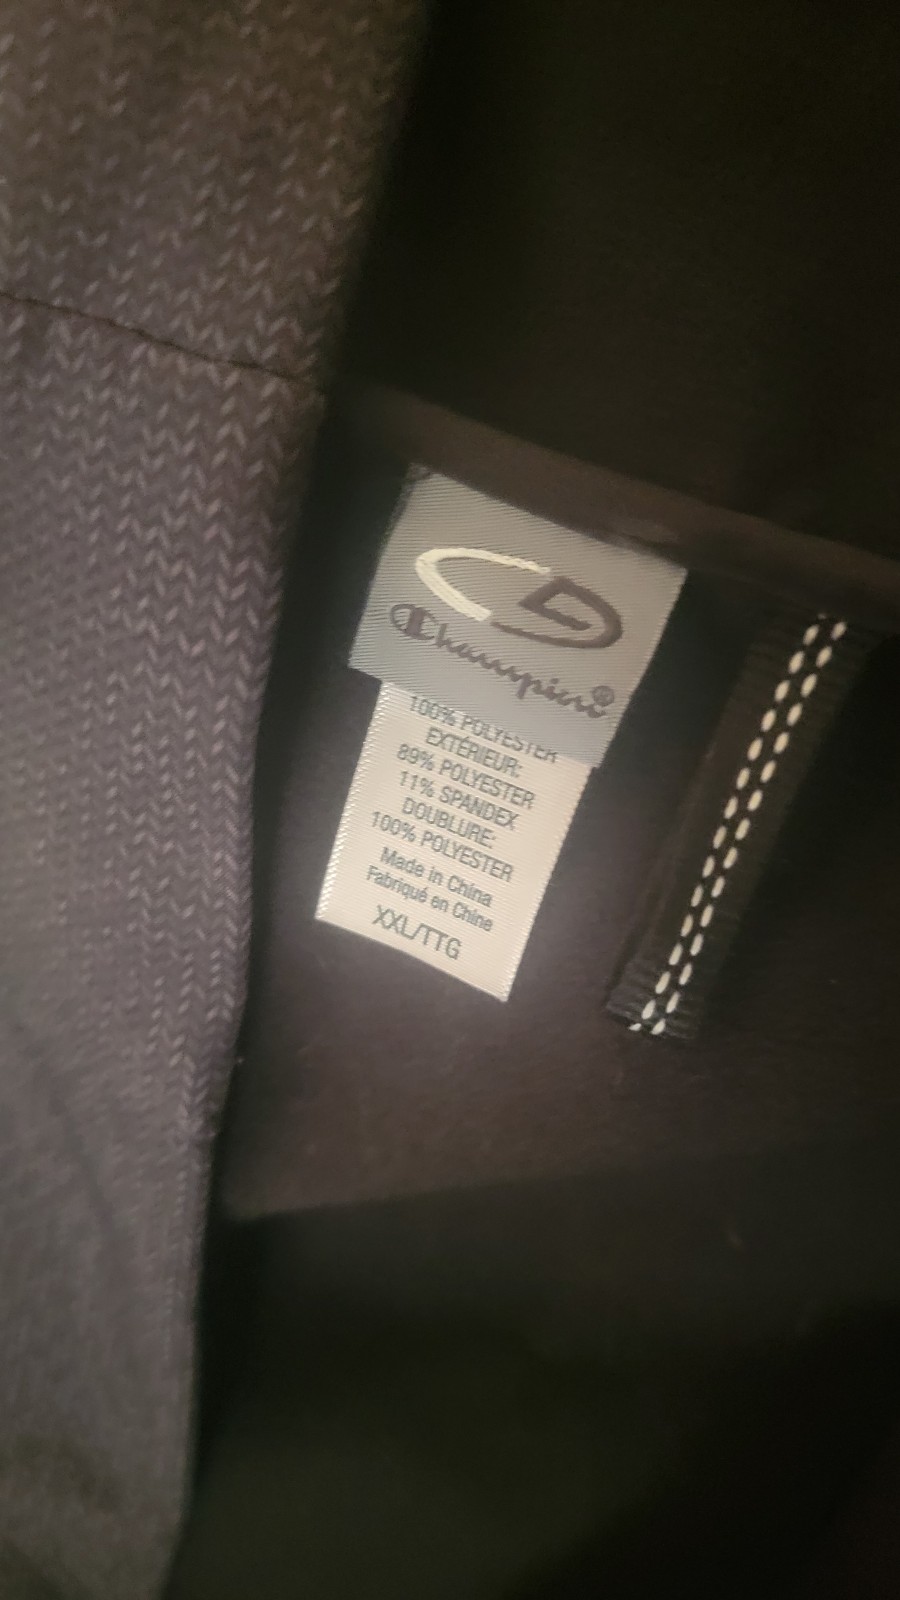 Champion®
100% POLYESTER
EXTÉRIEUR:
89% POLYESTER
11% SPANDEX
DOUBLURE:
100% POLYESTER
Made in China
Fabriqué en Chine
XXL/TTG